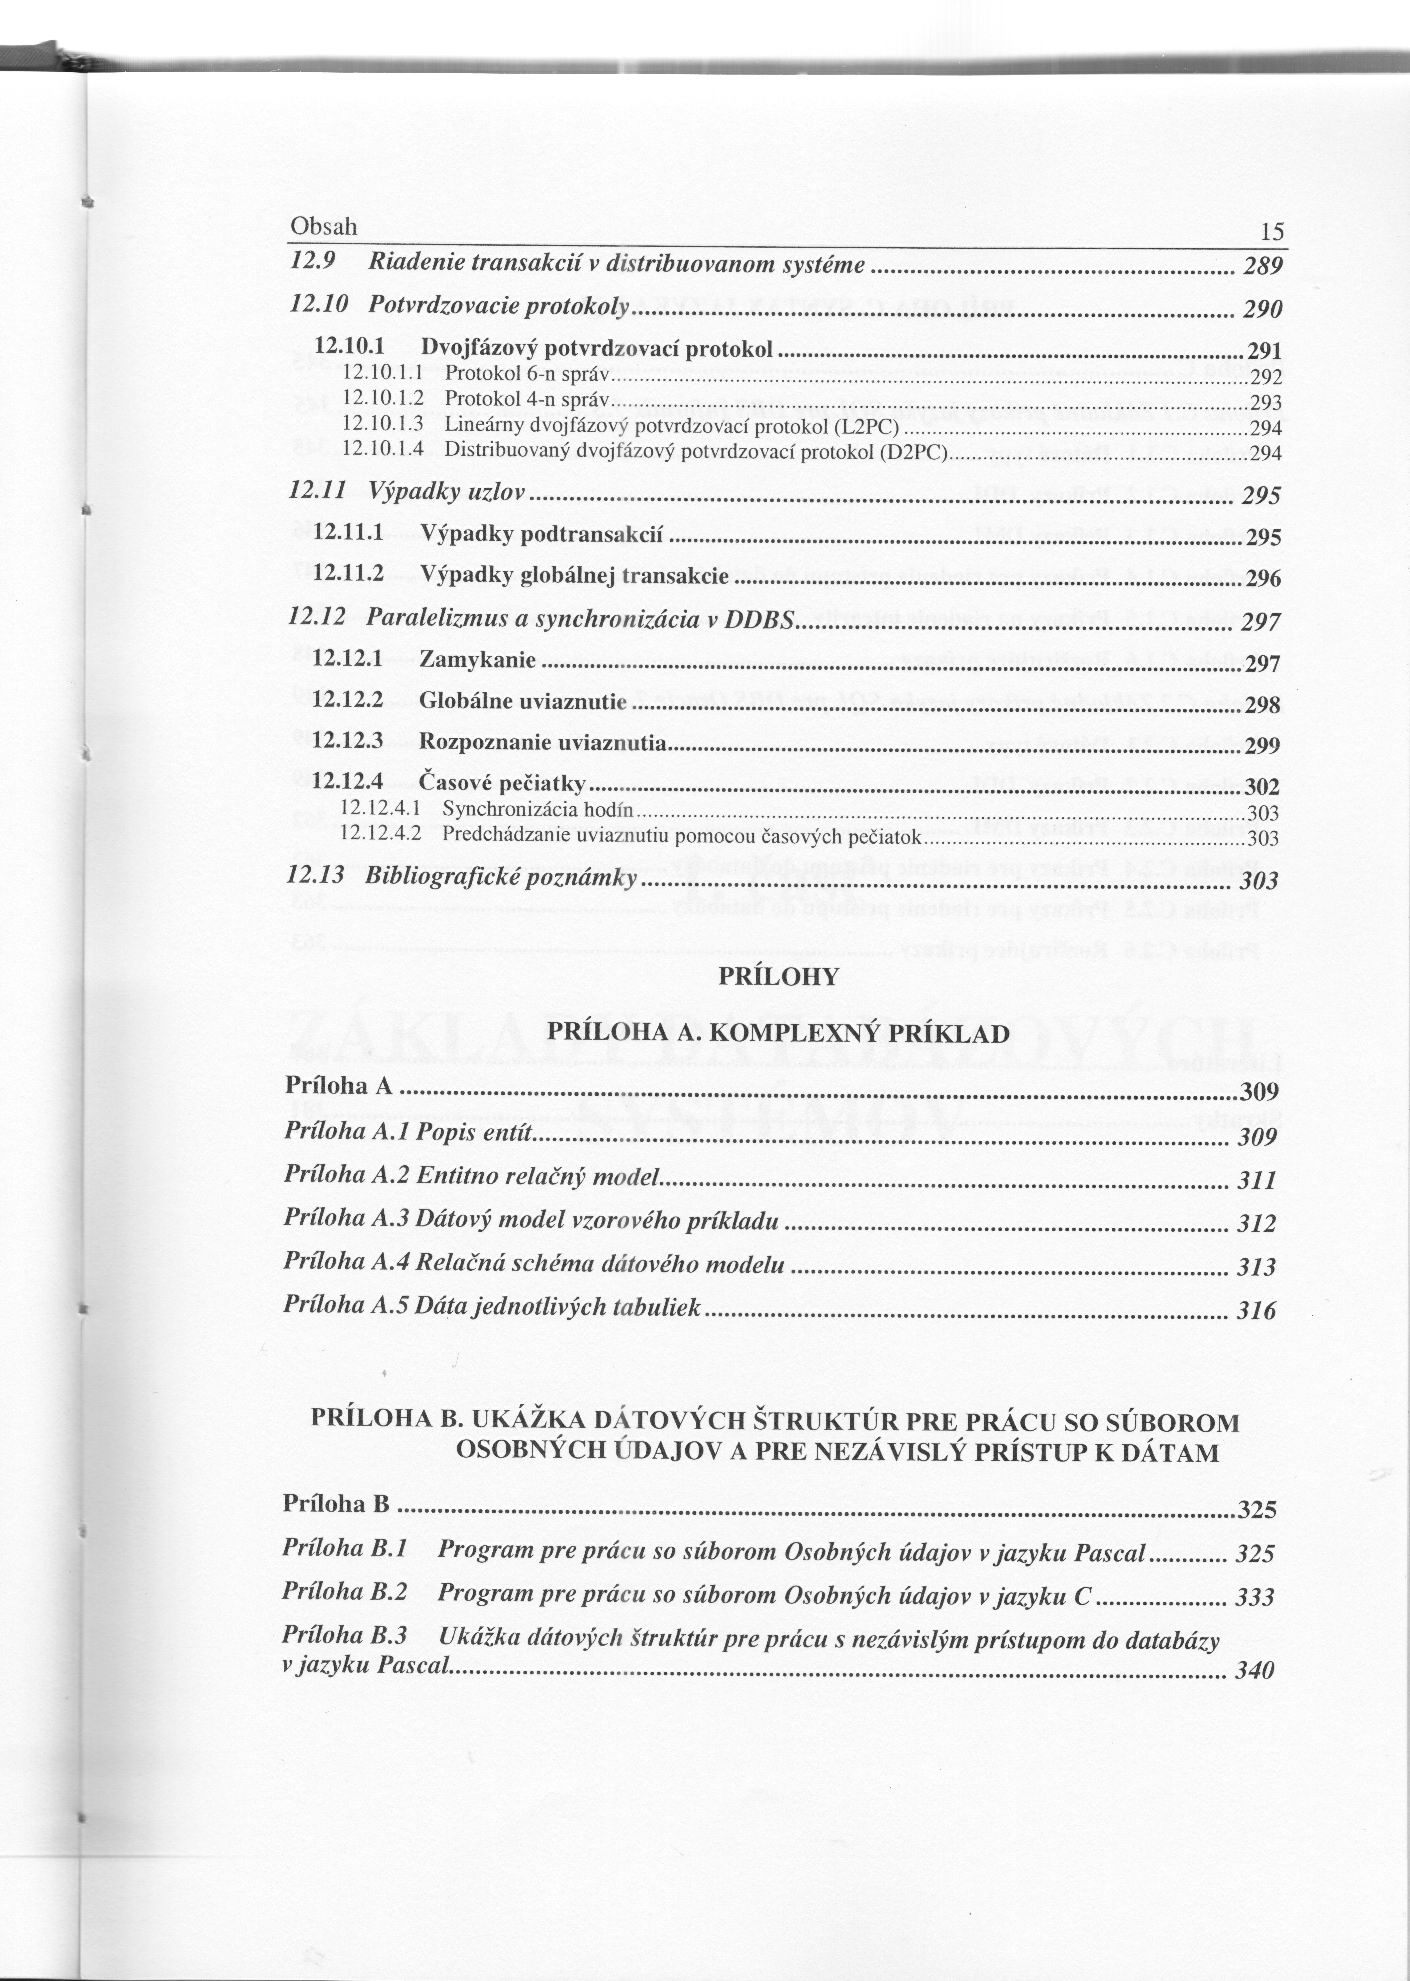 Obsah 15
12.9 Riadenie transakcií v distribuovanom systéme ........ 289
12.10 Potvrdzovacie protokoly ........ 290
12.10.1 Dvojfázový potvrdzovací protokol ........ 291
12.10.1.1 Protokol 6-n správ ........ 292
12.10.1.2 Protokol 4-n správ ........ 293
12.10.1.3 Lineárny dvojfázový potvrdzovací protokol (L2PC) ........ 294
12.10.1.4 Distribuovaný dvojfázový potvrdzovací protokol (D2PC) ........ 294
12.11 Výpadky uzlov ........ 295
12.11.1 Výpadky podtransakcií ........ 295
12.11.2 Výpadky globálnej transakcie ........ 296
12.12 Paralelizmus a synchronizácia v DDBS ........ 297
12.12.1 Zamykanie ........ 297
12.12.2 Globálne uviaznutie ........ 298
12.12.3 Rozpoznanie uviaznutia ........ 299
12.12.4 Časové pečiatky ........ 302
12.12.4.1 Synchronizácia hodín ........ 303
12.12.4.2 Predchádzanie uviaznutiu pomocou časových pečiatok ........ 303
12.13 Bibliografické poznámky ........ 303
PRÍLOHY
PRÍLOHA A. KOMPLEXNÝ PRÍKLAD
Príloha A ........ 309
Príloha A.1 Popis entít ........ 309
Príloha A.2 Entitno relačný model ........ 311
Príloha A.3 Dátový model vzorového príkladu ........ 312
Príloha A.4 Relačná schéma dátového modelu ........ 313
Príloha A.5 Dáta jednotlivých tabuliek ........ 316
PRÍLOHA B. UKÁŽKA DÁTOVÝCH ŠTRUKTÚR PRE PRÁCU SO SÚBOROM
OSOBNÝCH ÚDAJOV A PRE NEZÁVISLÝ PRÍSTUP K DÁTAM
Príloha B ........ 325
Príloha B.1 Program pre prácu so súborom Osobných údajov v jazyku Pascal ........ 325
Príloha B.2 Program pre prácu so súborom Osobných údajov v jazyku C ........ 333
Príloha B.3 Ukážka dátových štruktúr pre prácu s nezávislým prístupom do databázy
v jazyku Pascal ........ 340